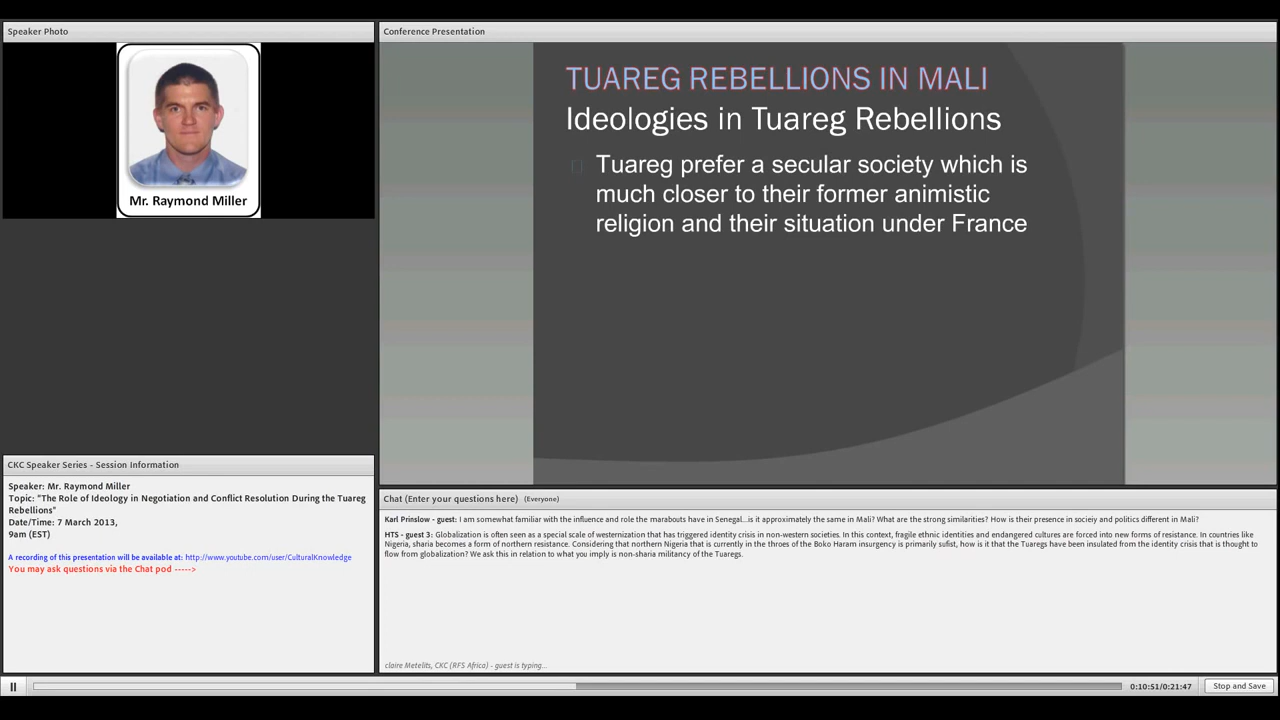 Speaker Photo
Mr. Raymond Miller
Conference Presentation
TUAREG REBELLIONS IN MALI
Ideologies in Tuareg Rebellions
Tuareg prefer a secular society which is
much closer to their former animistic
religion and their situation under France
CKC Speaker Series - Session Information
Speaker: Mr. Raymond Miller
Topic: "The Role of Ideology in Negotiation and Conflict Resolution During the Tuareg
Rebellions"
Date/Time: 7 March 2013,
9am (EST)
A recording of this presentation will be available at: http://www.youtube.com/user/CulturalKnowledge
You may ask questions via the Chat pod ----->
Chat (Enter your questions here) (Everyone)
Karl Prinslow - guest: I am somewhat familiar with the influence and role the marabouts have in Senegal...is it approximately the same in Mali? What are the strong similarities? How is their presence in socieiy and politics different in Mali?
HTS - guest 3: Globalization is often seen as a special scale of westernization that has triggered identity crisis in non-western societies. In this context, fragile ethnic identities and endangered cultures are forced into new forms of resistance. In countries like
Nigeria, sharia becomes a form of northern resistance. Considering that northern Nigeria that is currently in the throes of the Boko Haram insurgency is primarily sufist, how is it that the Tuaregs have been insulated from the identity crisis that is thought to
flow from globalization? We ask this in relation to what you imply is non-sharia militancy of the Tuaregs.
claire Metelits, CKC (RFS Africa) - guest is typing...
0:10:51/0:21:47
Stop and Save